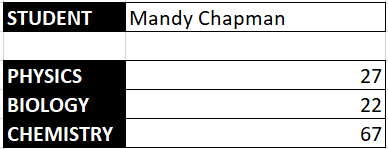 STUDENT Mandy Chapman
PHYSICS 27
BIOLOGY 22
CHEMISTRY 67